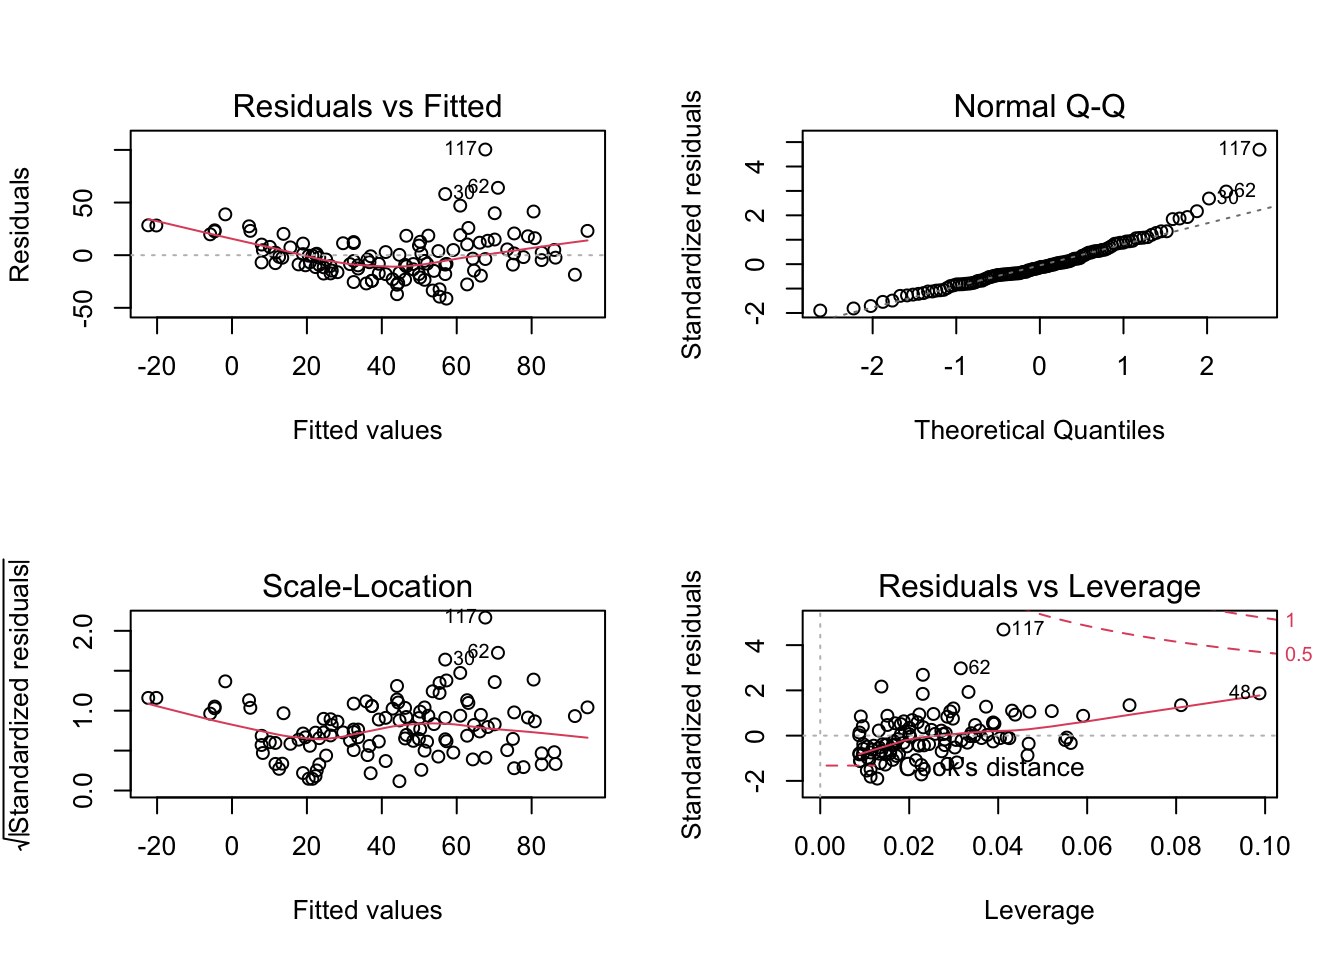 Residuals vs Fitted
Residuals
50
0
-50
117
62
30
-20 0 20 40 60 80
Fitted values
Normal Q-Q
Standardized residuals
4
2
0
-2
117
62
30
-2 -1 0 1 2
Theoretical Quantiles
Scale-Location
√|Standardized residuals|
2.0
1.0
0.0
117
62
30
-20 0 20 40 60 80
Fitted values
Residuals vs Leverage
Standardized residuals
4
2
0
-2
117
62
48
1
0.5
Cook's distance
0.00 0.02 0.04 0.06 0.08 0.10
Leverage